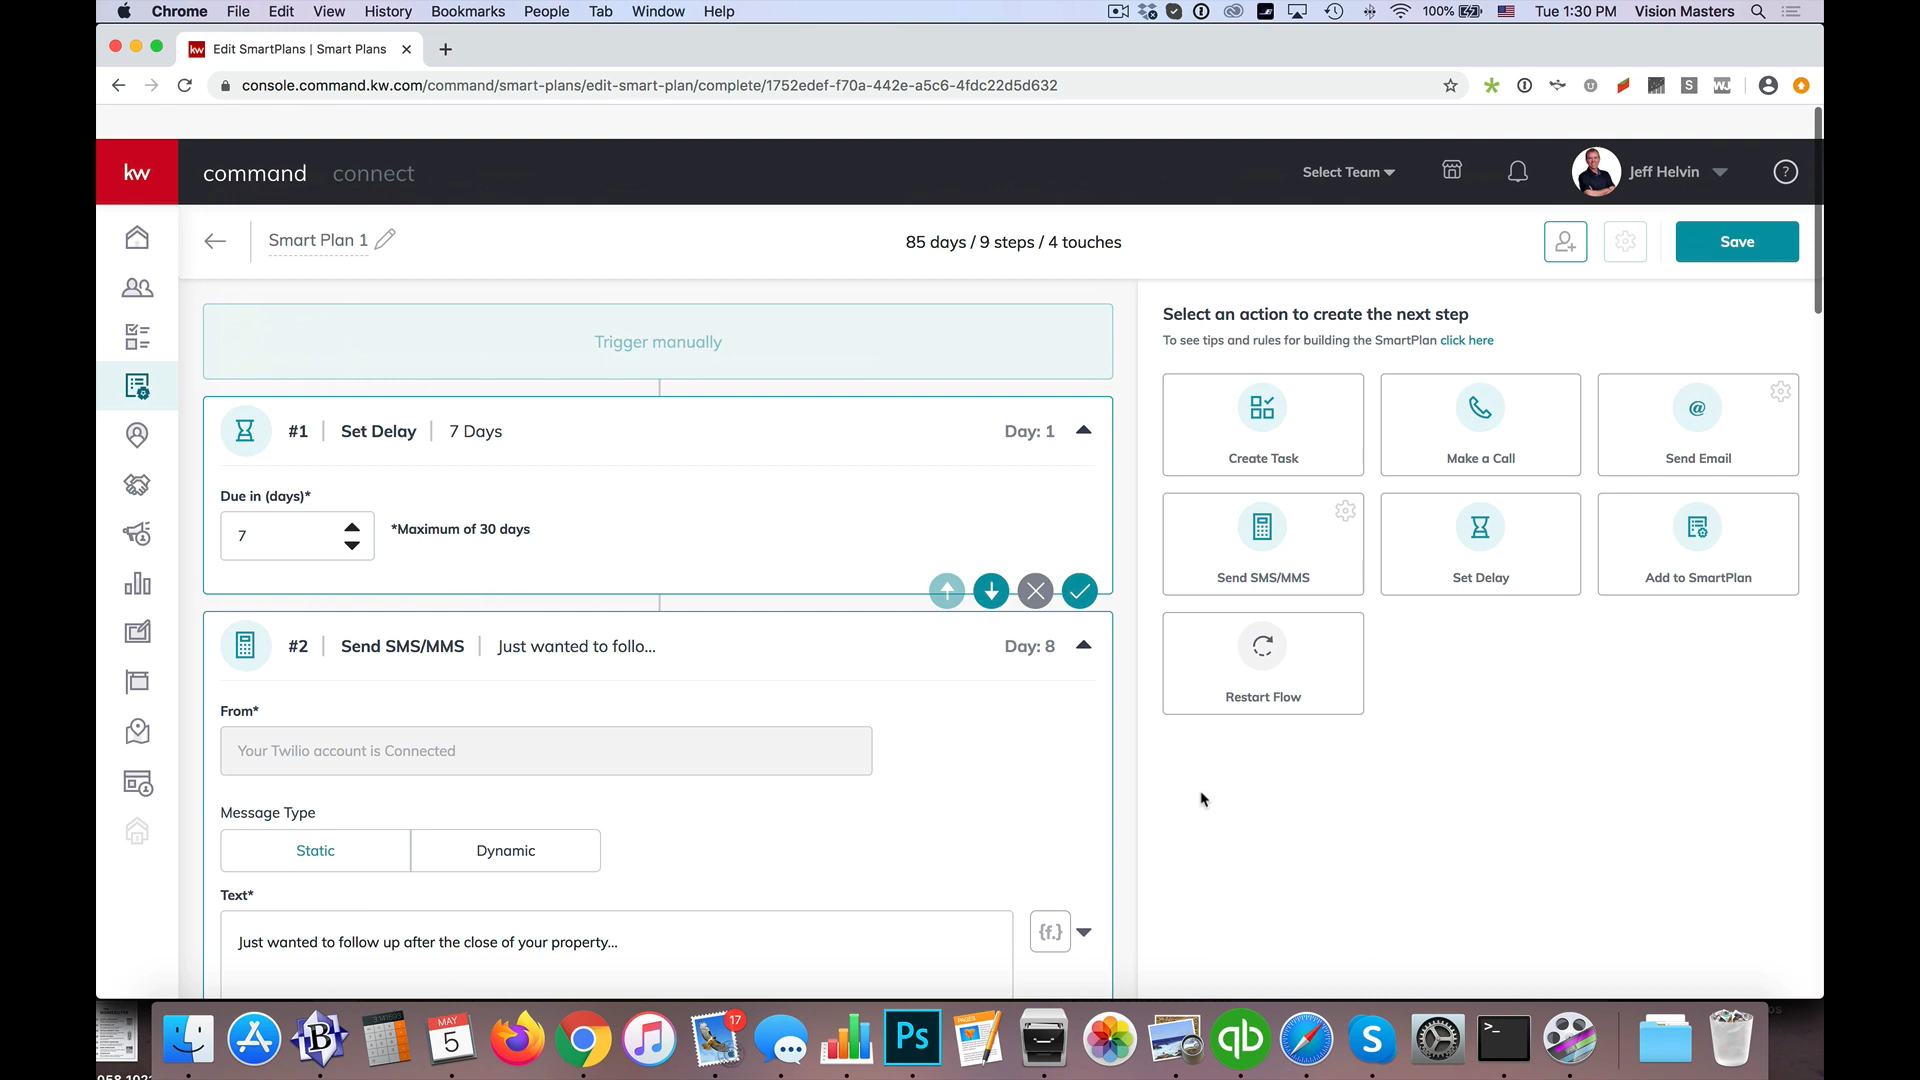 Chrome File Edit View History Bookmarks People Tab Window Help
100% Tue 1:30 PM Vision Masters
kw Edit SmartPlans | Smart Plans
console.command.kw.com/command/smart-plans/edit-smart-plan/complete/1752edef-f70a-442e-a5c6-4fdc22d5d632
kw command connect Select Team Jeff Helvin ?
Smart Plan 1 85 days / 9 steps / 4 touches Save
Trigger manually
#1 Set Delay 7 Days Day: 1
Due in (days)*
7
*Maximum of 30 days
#2 Send SMS/MMS Just wanted to follo... Day: 8
From*
Your Twilio account is Connected
Message Type
Static Dynamic
Text*
Just wanted to follow up after the close of your property...
{f.}
Select an action to create the next step
To see tips and rules for building the SmartPlan click here
@
Create Task Make a Call Send Email
Send SMS/MMS Set Delay Add to SmartPlan
Restart Flow
MAY
5
17
Ps
qb